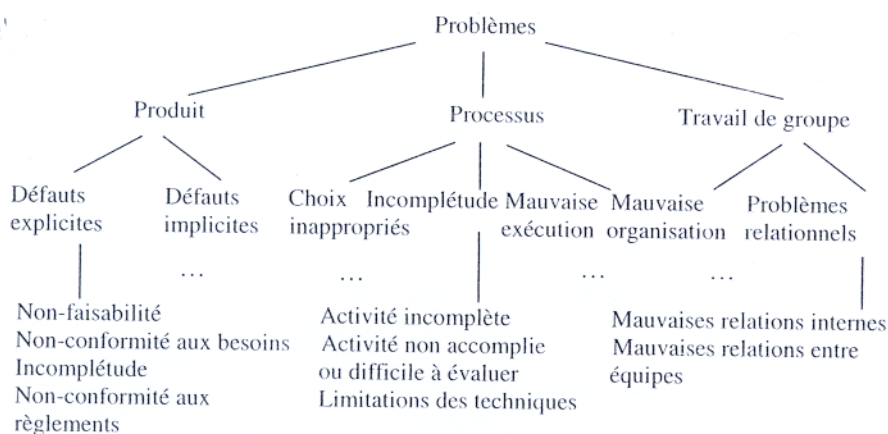 Problèmes
Produit
Processus
Travail de groupe
Défauts explicites
Défauts implicites
Choix inappropriés
Incomplétude
Mauvaise exécution
Mauvaise organisation
Problèmes relationnels
...
...
...
...
Non-faisabilité
Non-conformité aux besoins
Incomplétude
Non-conformité aux
règlements
Activité incomplète
Activité non accomplie
ou difficile à évaluer
Limitations des techniques
Mauvaises relations internes
Mauvaises relations entre
équipes